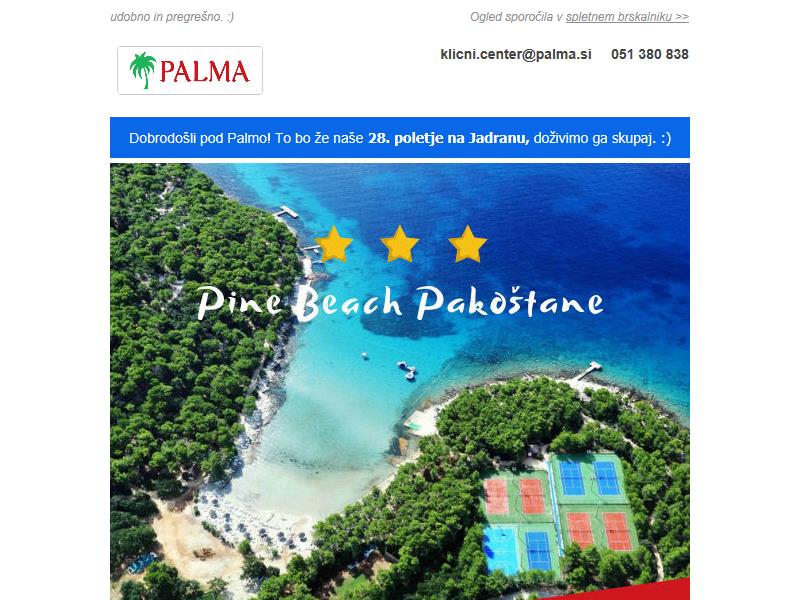 udobno in pregrešno. :)
Ogled sporočila v spletnem brskalniku >>
PALMA
klicni.center@palma.si 051 380 838
Dobrodošli pod Palmo! To bo že naše 28. poletje na Jadranu, doživimo ga skupaj. :)
Pine Beach Pakoštane